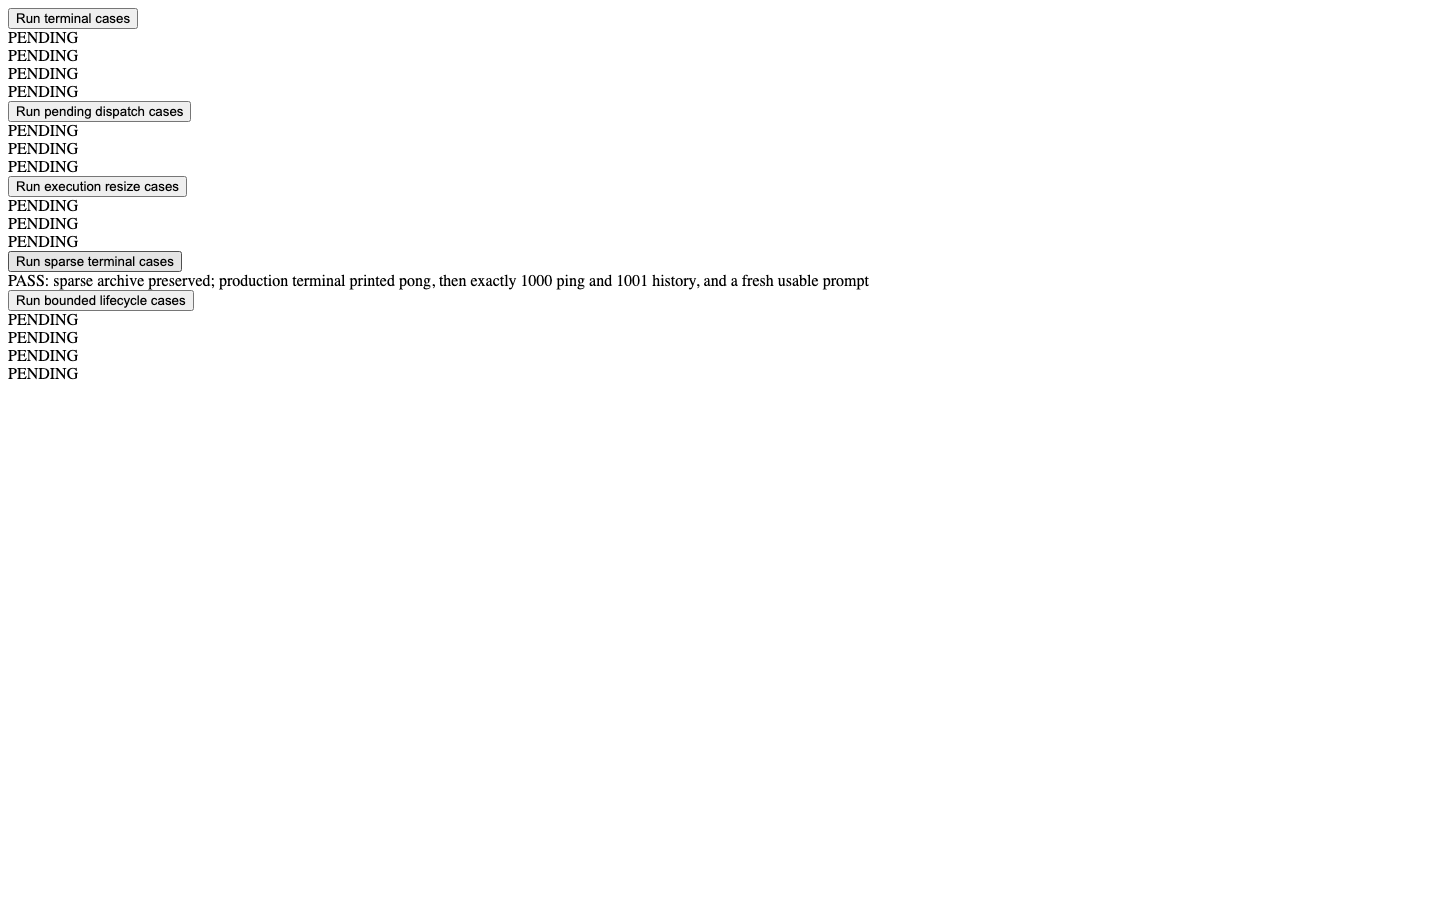 Run terminal cases
PENDING
PENDING
PENDING
PENDING
Run pending dispatch cases
PENDING
PENDING
PENDING
Run execution resize cases
PENDING
PENDING
PENDING
Run sparse terminal cases
PASS: sparse archive preserved; production terminal printed pong, then exactly 1000 ping and 1001 history, and a fresh usable prompt
Run bounded lifecycle cases
PENDING
PENDING
PENDING
PENDING